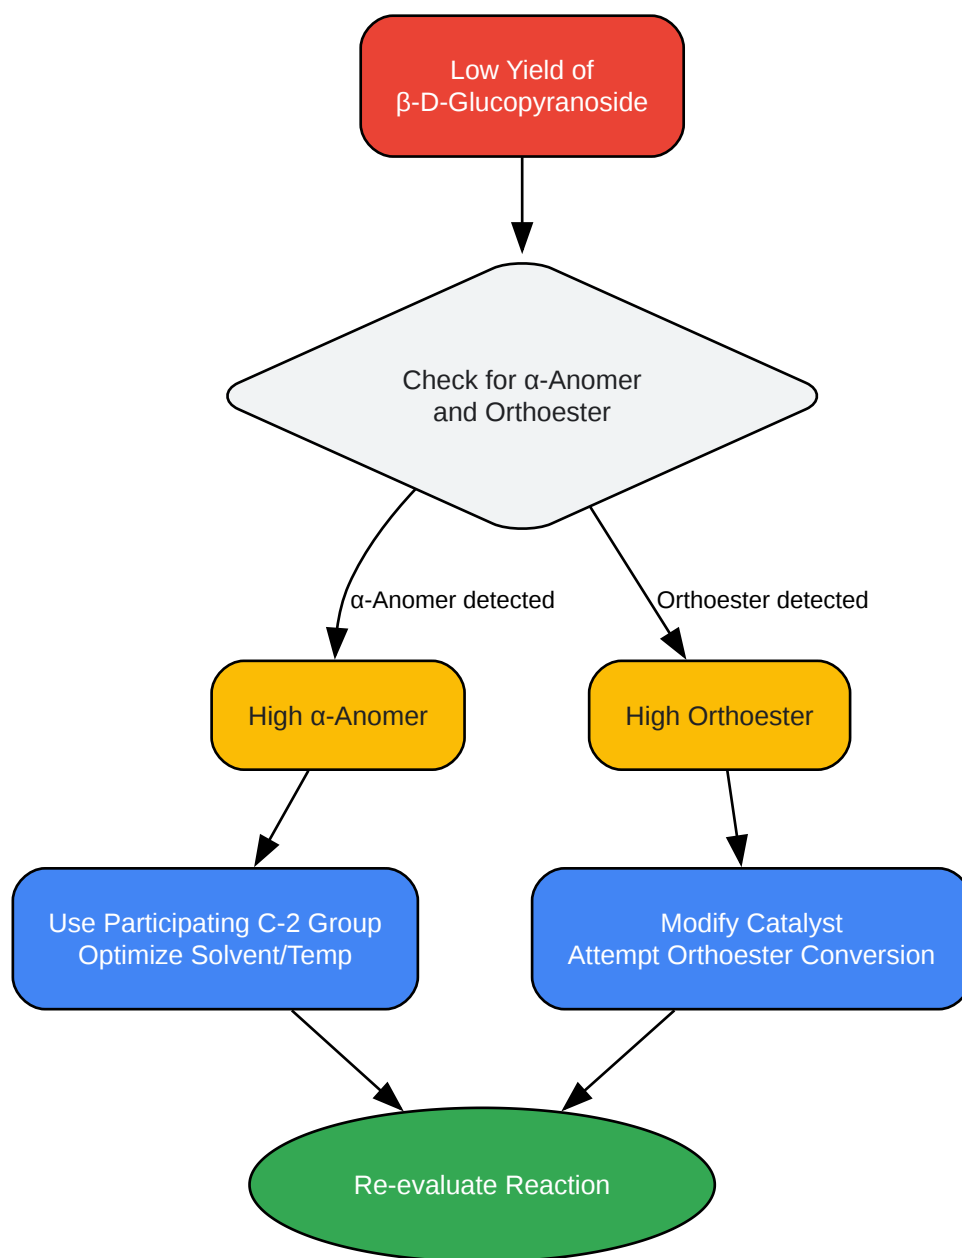 Low Yield of
β-D-Glucopyranoside
Check for α-Anomer
and Orthoester
α-Anomer detected
Orthoester detected
High α-Anomer
High Orthoester
Use Participating C-2 Group
Optimize Solvent/Temp
Modify Catalyst
Attempt Orthoester Conversion
Re-evaluate Reaction